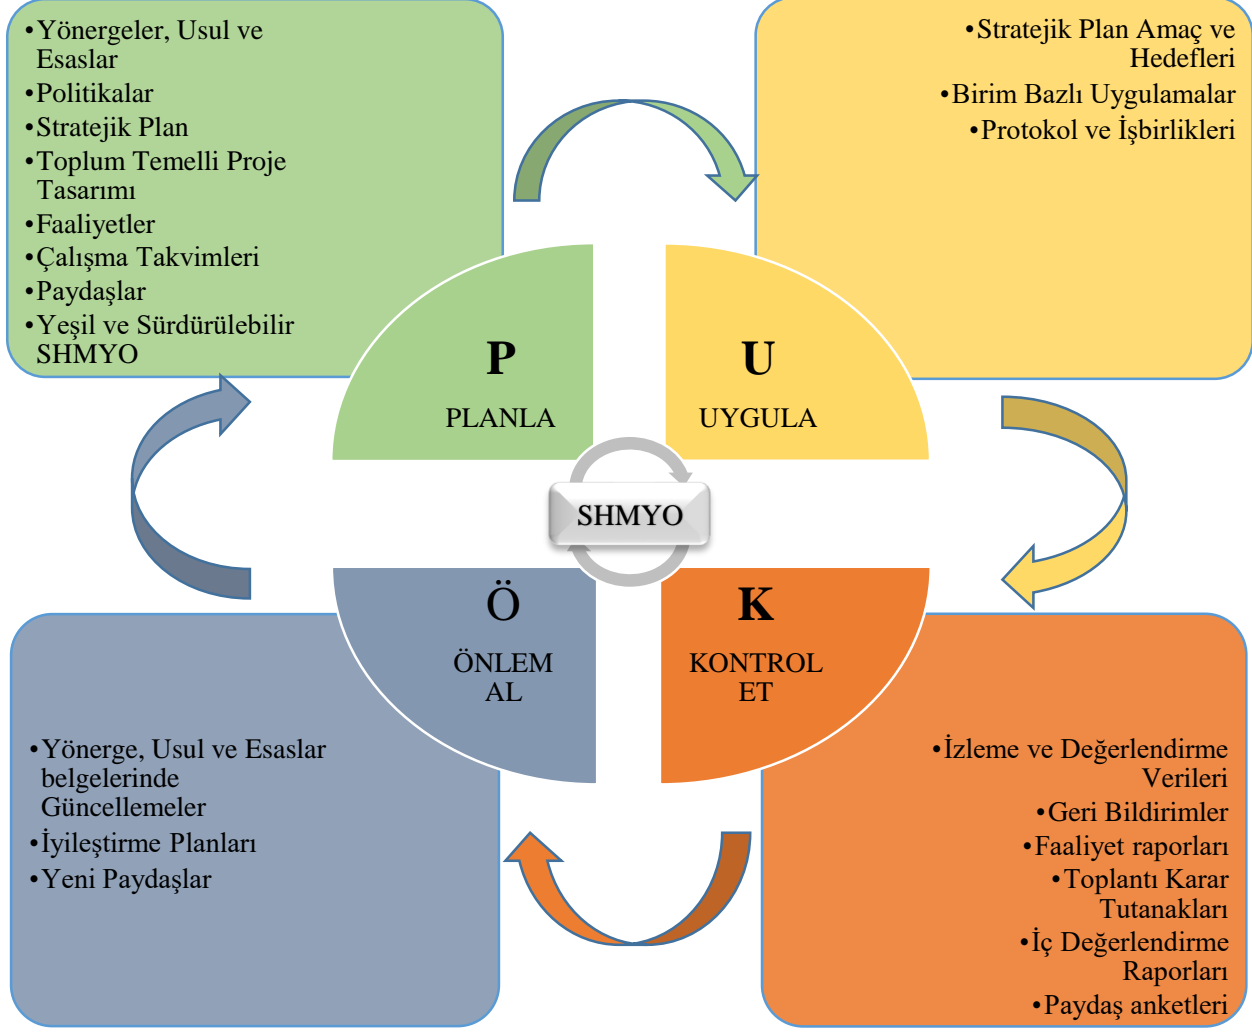 •Yönergeler, Usul ve
Esaslar
•Politikalar
•Stratejik Plan
•Toplum Temelli Proje
Tasarımı
•Faaliyetler
•Çalışma Takvimleri
•Paydaşlar
•Yeşil ve Sürdürülebilir
SHMYO
•Stratejik Plan Amaç ve
Hedefleri
•Birim Bazlı Uygulamalar
•Protokol ve İşbirlikleri
P
PLANLA
U
UYGULA
SHMYO
Ö
ÖNLEM
AL
K
KONTROL
ET
•Yönerge, Usul ve Esaslar
belgelerinde
Güncellemeler
•İyileştirme Planları
•Yeni Paydaşlar
•İzleme ve Değerlendirme
Verileri
•Geri Bildirimler
•Faaliyet raporları
•Toplantı Karar
Tutanakları
•İç Değerlendirme
Raporları
•Paydaş anketleri